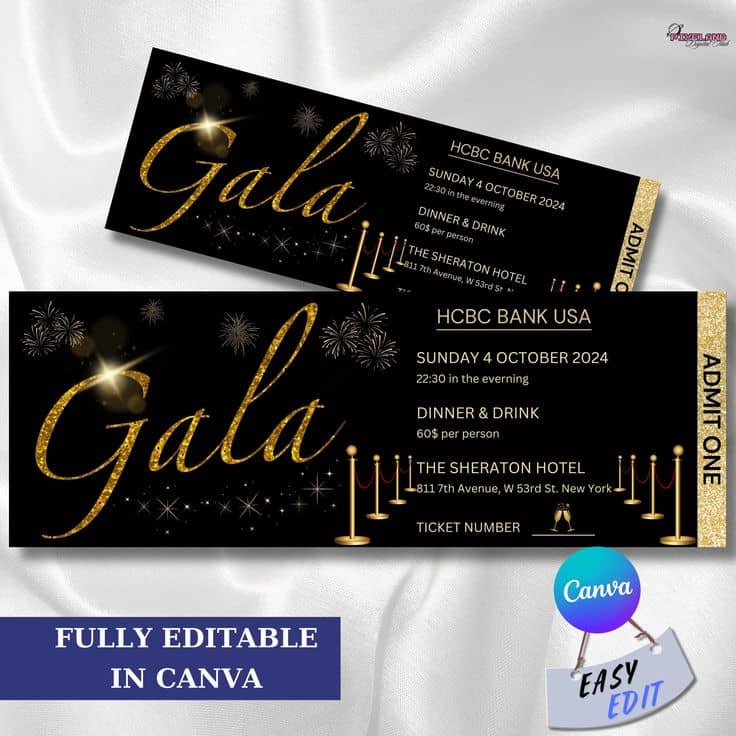 PIXELAND
Digital Art
Gala
HCBC BANK USA
SUNDAY 4 OCTOBER 2024
22:30 in the everning
DINNER & DRINK
60$ per person
THE SHERATON HOTEL
811 7th Avenue, W 53rd St. N
ADMIT O
Gala
HCBC BANK USA
SUNDAY 4 OCTOBER 2024
22:30 in the everning
DINNER & DRINK
60$ per person
THE SHERATON HOTEL
811 7th Avenue, W 53rd St. New York
TICKET NUMBER
ADMIT ONE
Canva
FULLY EDITABLE
IN CANVA
EASY
EDIT